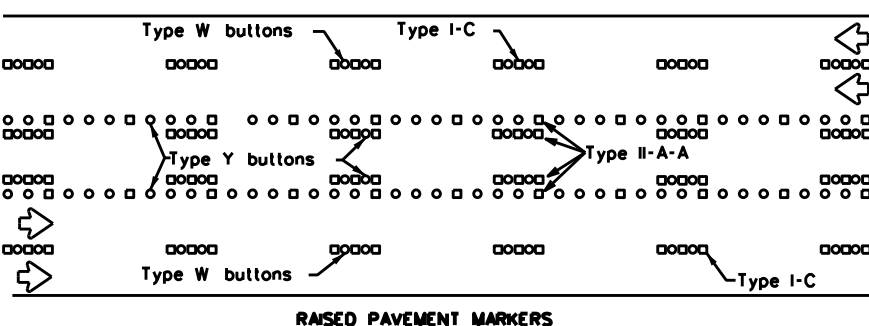 Type W buttons
Type I-C
Type Y buttons
Type II-A-A
Type W buttons
Type I-C
RAISED PAVEMENT MARKERS